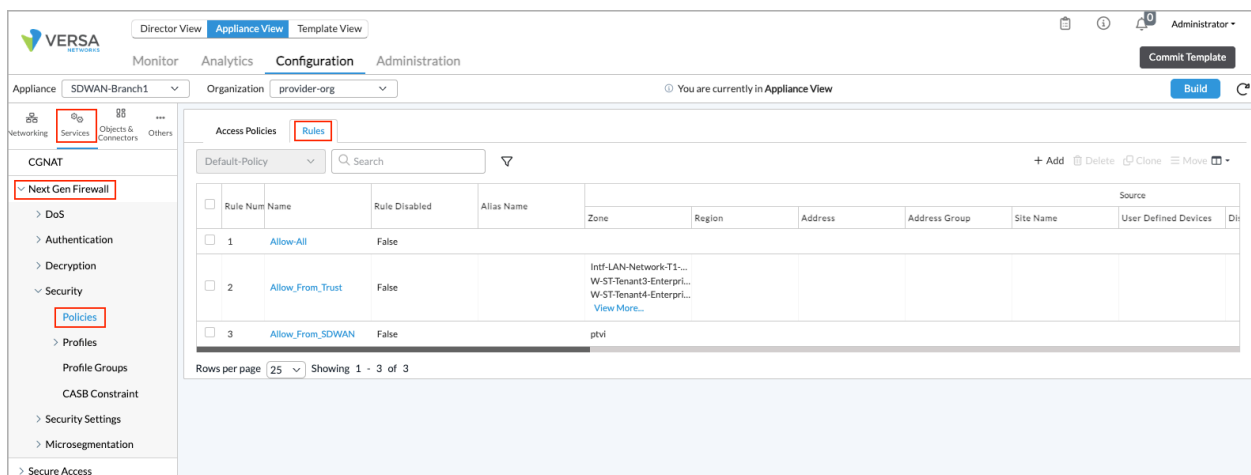 VERSA
NETWORKS
Director View Appliance View Template View
0
Administrator
Monitor Analytics Configuration Administration
Commit Template
Appliance SDWAN-Branch1 Organization provider-org You are currently in Appliance View Build
Networking Services Objects & Connectors Others
Access Policies Rules
CGNAT
Default-Policy Search + Add Delete Clone Move
Next Gen Firewall
DoS
Authentication
Decryption
Security
Policies
Profiles
Profile Groups
CASB Constraint
Security Settings
Microsegmentation
Secure Access
Source
Rule Num Name Rule Disabled Alias Name Zone Region Address Address Group Site Name User Defined Devices
1 Allow-All False
2 Allow_From_Trust False
Intf-LAN-Network-T1-...
W-ST-Tenant3-Enterpri...
W-ST-Tenant4-Enterpri...
View More...
3 Allow_From_SDWAN False ptvi
Rows per page 25 Showing 1 - 3 of 3